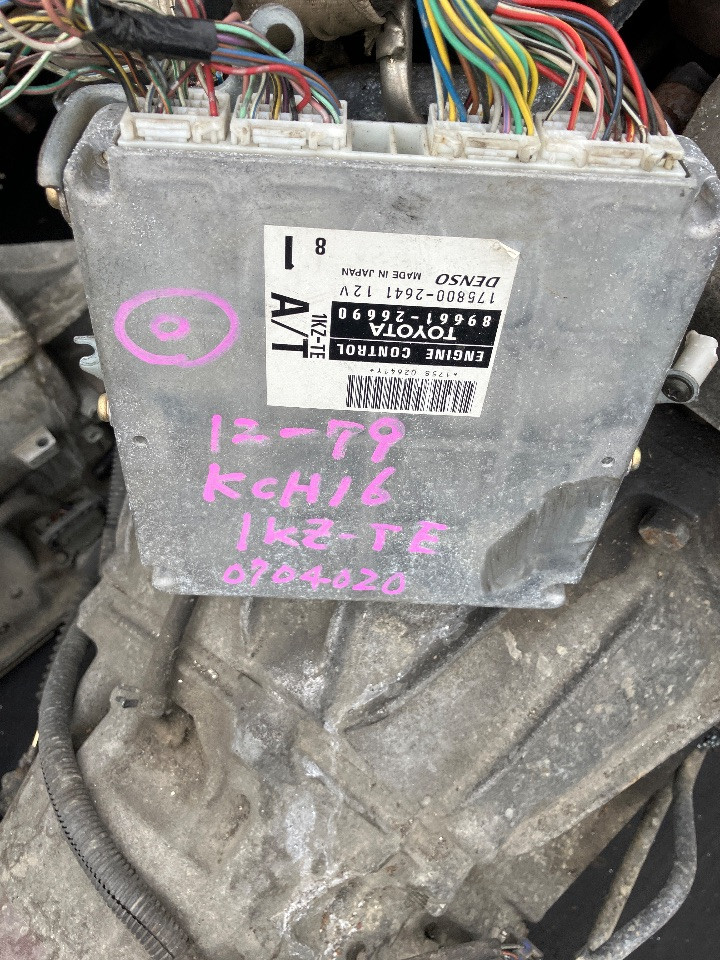 ENGINE CONTROL
TOYOTA
89661-26690
175800-2641 12V
DENSO
MADE IN JAPAN
1KZ-TE
A/T
8
1
12-79
KCH16
1KZ-TE
0704020